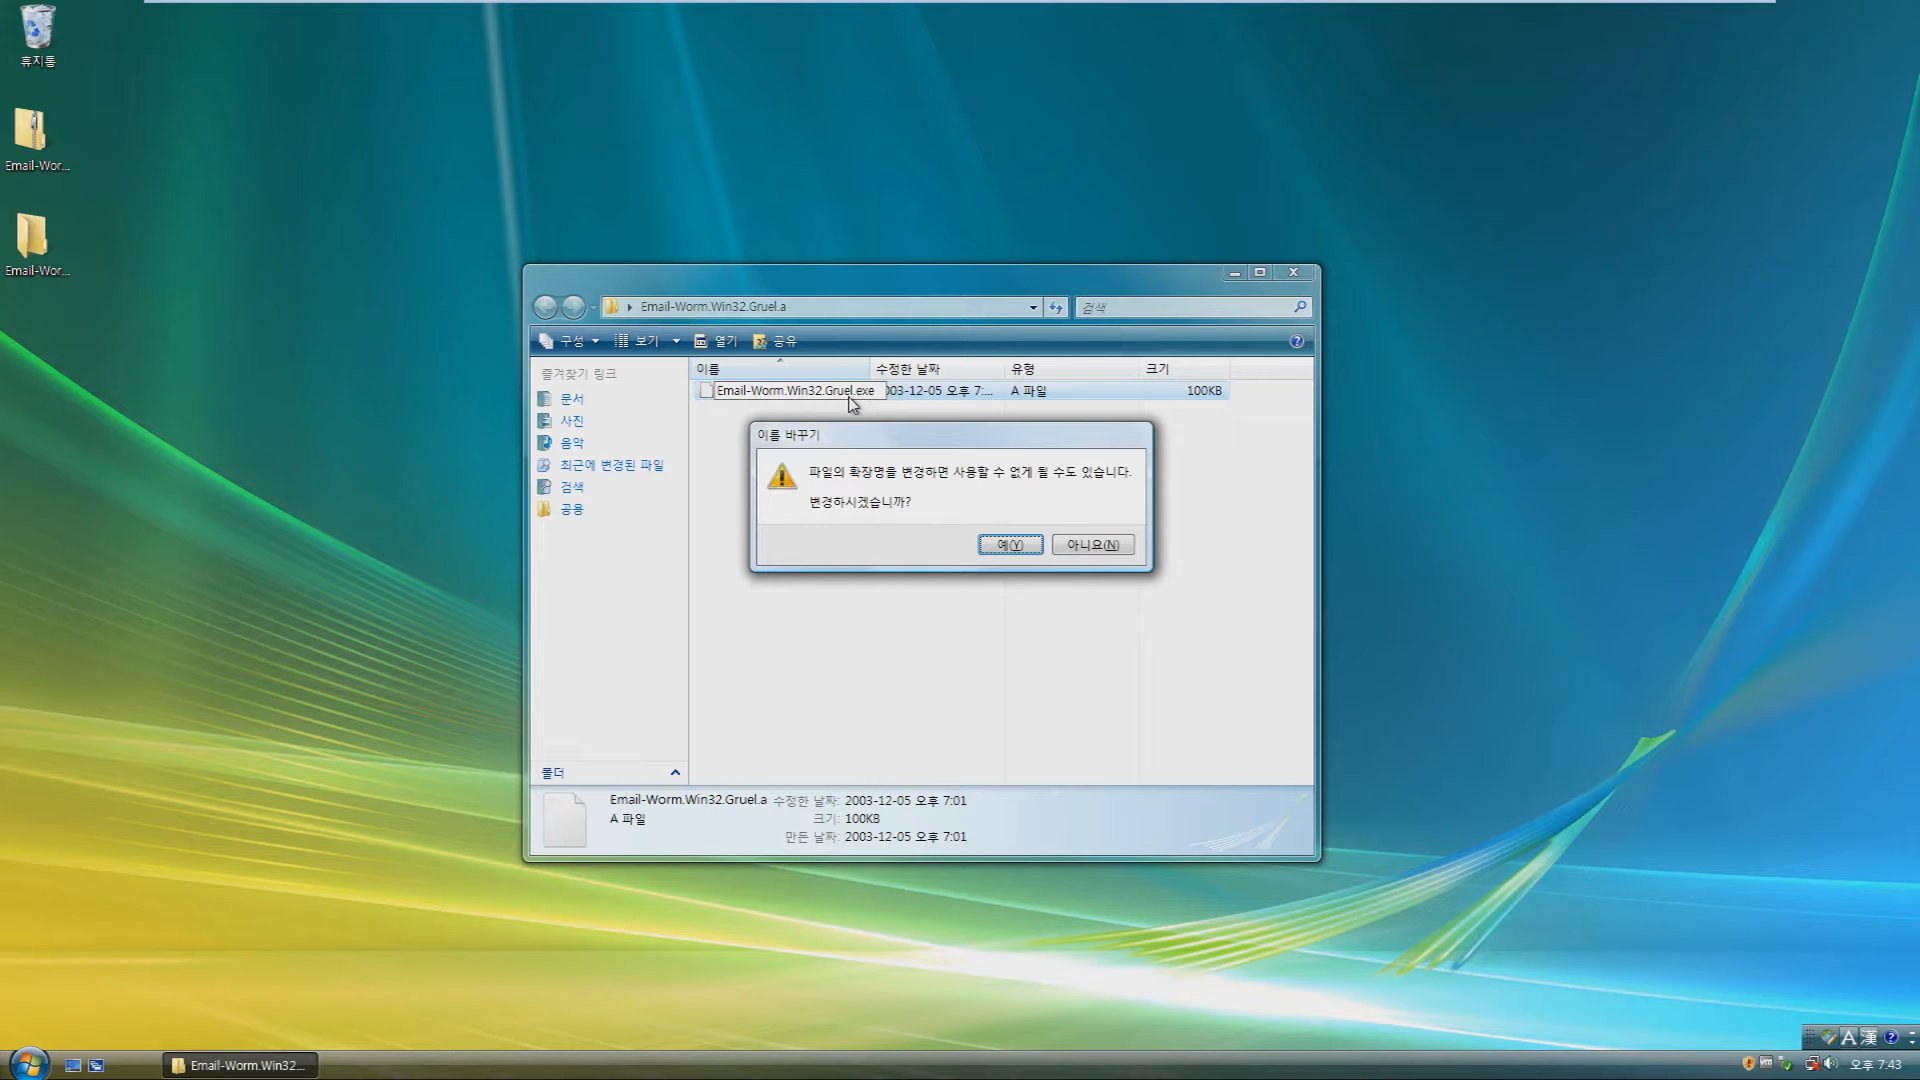 휴지통
Email-Wor...
Email-Wor...
Email-Worm.Win32.Gruel.a
검색
구성
보기
열기
공유
즐겨찾기 링크
문서
사진
음악
최근에 변경된 파일
검색
공용
폴더
이름 수정한 날짜 유형 크기
Email-Worm.Win32.Gruel.exe 003-12-05 오후 7:... A 파일 100KB
이름 바꾸기
파일의 확장명을 변경하면 사용할 수 없게 될 수도 있습니다.
변경하시겠습니까?
예(Y) 아니요(N)
Email-Worm.Win32.Gruel.a 수정한 날짜: 2003-12-05 오후 7:01
A 파일 크기: 100KB
만든 날짜: 2003-12-05 오후 7:01
A 漢
Email-Worm.Win32...
오후 7:43